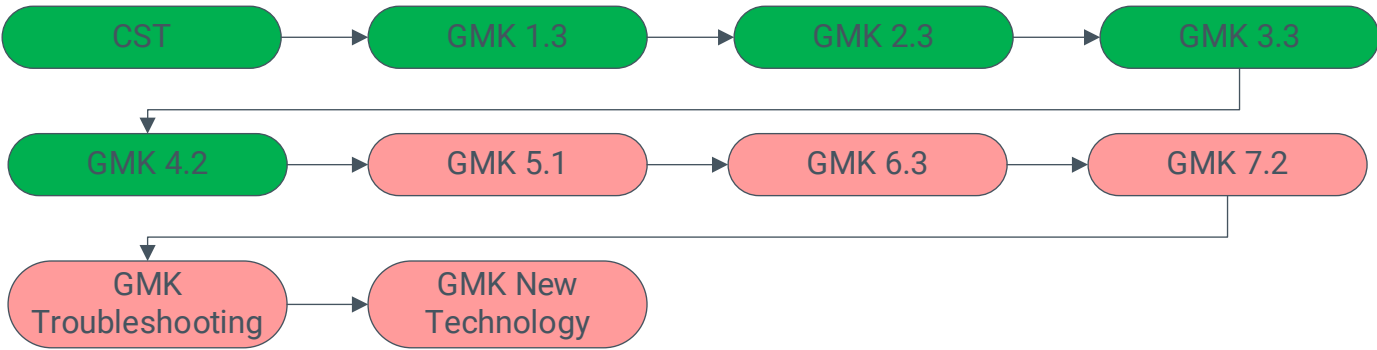 CST
GMK 1.3
GMK 2.3
GMK 3.3
GMK 4.2
GMK 5.1
GMK 6.3
GMK 7.2
GMK
Troubleshooting
GMK New
Technology